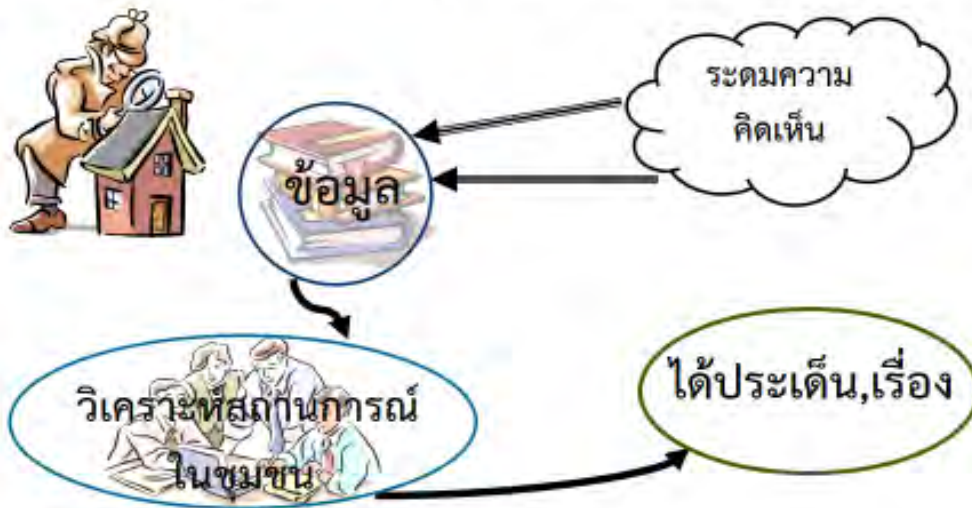 ระดมความ
คิดเห็น
ข้อมูล
วิเคราะห์สถานการณ์
ในชุมชน
ได้ประเด็น,เรื่อง